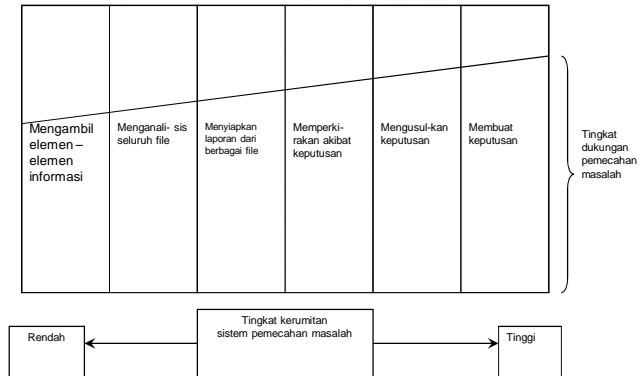 Mengambil
elemen –
elemen
informasi
Menganali- sis
seluruh file
Menyiapkan
laporan dari
berbagai file
Memperki-
rakan akibat
keputusan
Mengusul-kan
keputusan
Membuat
keputusan
Tingkat
dukungan
pemecahan
masalah
Rendah
Tingkat kerumitan
sistem pemecahan masalah
Tinggi